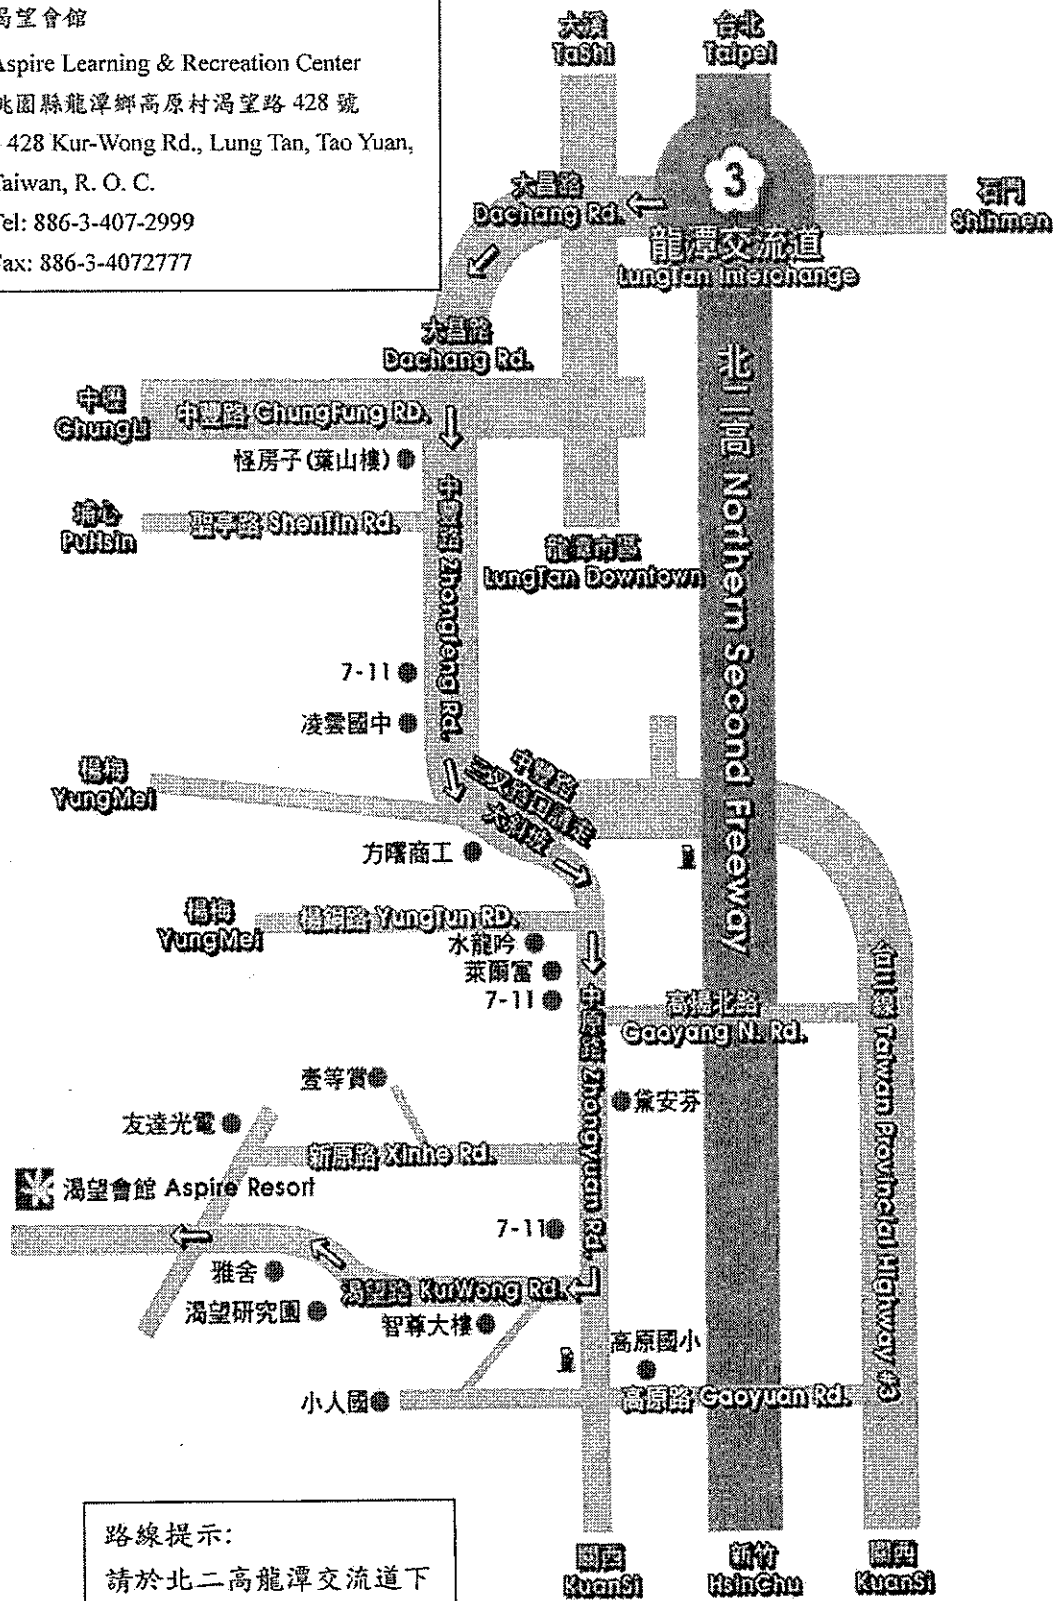 渴望會館
Aspire Learning & Recreation Center
桃園縣龍潭鄉高原村渴望路 428 號
428 Kur-Wong Rd., Lung Tan, Tao Yuan,
Taiwan, R. O. C.
Tel: 886-3-407-2999
Fax: 886-3-4072777
大溪
TaShi
台北
Taipei
3
大昌路
Dachang Rd.
石門
Shihmen
龍潭交流道
LungTan Interchange
大昌路
Dachang Rd.
北二高 Northern Second Freeway
中壢
ChungLi
中豐路 ChungFung RD.
怪房子(葉山樓)
埔心
PuHsin
聖亭路 ShenTin Rd.
中豐路 Zhongfeng Rd.
龍潭市區
LungTan Downtown
7-11
凌雲國中
楊梅
YungMei
中豐路
三叉路口請走
大斜坡
方曙商工
楊梅
YungMei
楊銅路 YungTun RD.
水龍吟
萊爾富
7-11
高楊北路
Gaoyang N. Rd.
台三線 Taiwan Provincial Hightway #3
中原路 Zhongyuan Rd.
壹等賞
黛安芬
友達光電
新原路 Xinhe Rd.
渴望會館 Aspire Resort
7-11
雅舍
渴望路 KurWong Rd.
渴望研究園
智尊大樓
高原國小
小人國
高原路 Gaoyuan Rd.
路線提示:
請於北二高龍潭交流道下
關西
KuanSi
新竹
HsinChu
關西
KuanSi